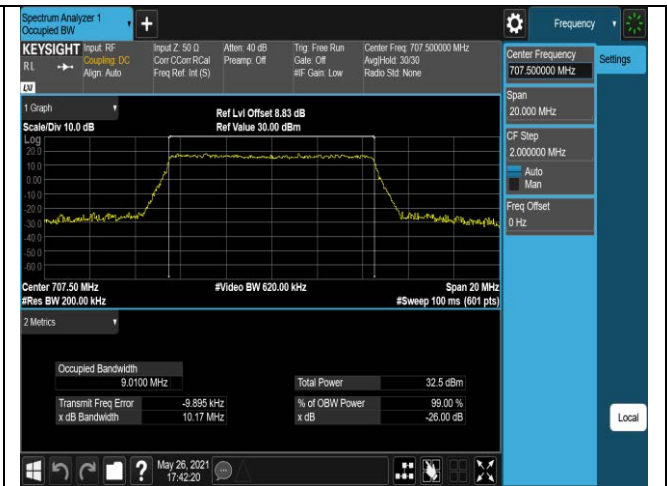 Spectrum Analyzer 1
Occupied BW
Frequency
KEYSIGHT
RL
Input: RF
Coupling: DC
Align: Auto
Input Z: 50 Ω
Corr CCorr RCal
Freq Ref: Int (S)
Atten: 40 dB
Preamp: Off
Trig: Free Run
Gate: Off
#IF Gain: Low
Center Freq: 707.500000 MHz
Avg|Hold: 30/30
Radio Std: None
Center Frequency
707.500000 MHz
Settings
Span
20.000 MHz
CF Step
2.000000 MHz
Auto
Man
Freq Offset
0 Hz
1 Graph
Scale/Div 10.0 dB
Ref Lvl Offset 8.83 dB
Ref Value 30.00 dBm
Log
20.0
10.0
0.00
-10.0
-20.0
-30.0
-40.0
-50.0
-60.0
Center 707.50 MHz
#Res BW 200.00 kHz
#Video BW 620.00 kHz
Span 20 MHz
#Sweep 100 ms (601 pts)
2 Metrics
Occupied Bandwidth
9.0100 MHz
Total Power 32.5 dBm
Transmit Freq Error -9.895 kHz
% of OBW Power 99.00 %
x dB Bandwidth 10.17 MHz
x dB -26.00 dB
Local
May 26, 2021
17:42:20